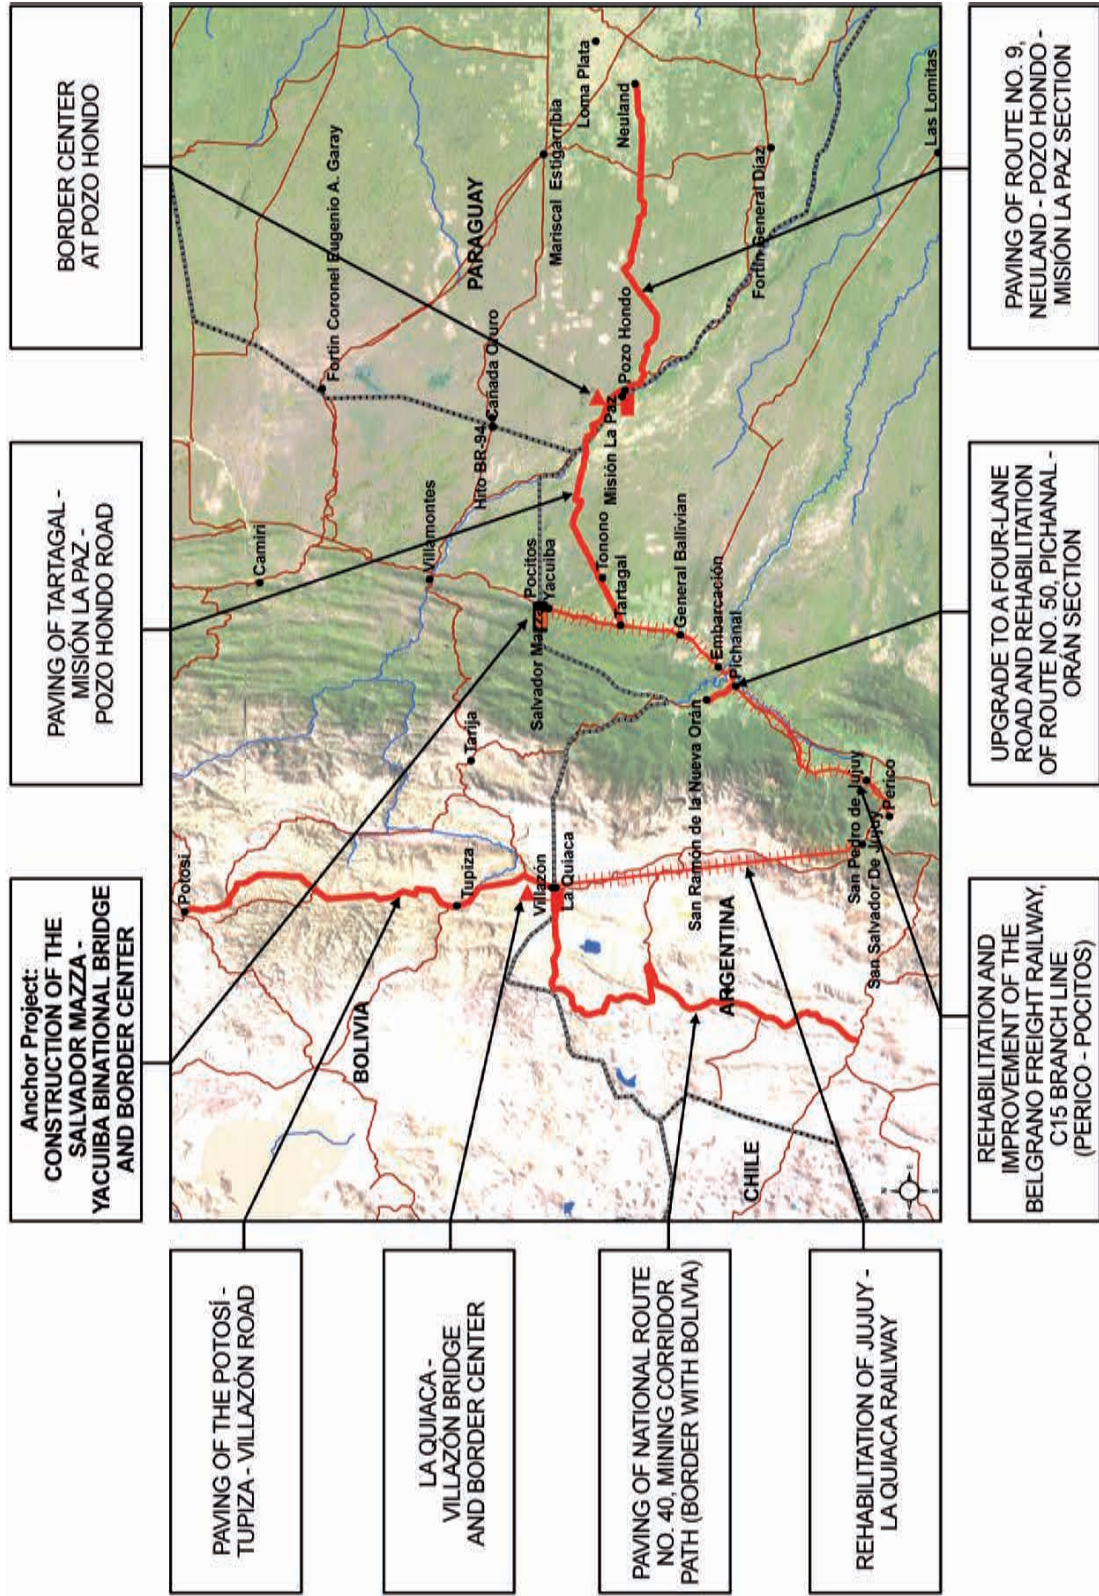 Anchor Project:
CONSTRUCTION OF THE
SALVADOR MAZZA -
YACUIBA BINATIONAL BRIDGE
AND BORDER CENTER
PAVING OF TARTAGAL -
MISIÓN LA PAZ -
POZO HONDO ROAD
BORDER CENTER
AT POZO HONDO
PAVING OF THE POTOSÍ -
TUPIZA - VILLAZÓN ROAD
LA QUIACA -
VILLAZÓN BRIDGE
AND BORDER CENTER
PAVING OF NATIONAL ROUTE
NO. 40, MINING CORRIDOR
PATH (BORDER WITH BOLIVIA)
REHABILITATION OF JUJUY -
LA QUIACA RAILWAY
Potosí
Camiri
Fortín Coronel Eugenio A. Garay
BOLIVIA
Tupiza
Tarija
Villamontes
Hito BR-94
Cañada Oruro
PARAGUAY
Mariscal Estigarribia
Loma Plata
Villazón
La Quiaca
Salvador Mazza
Pocitos
Yacuiba
Tonono
Tartagal
Misión La Paz
Pozo Hondo
Neuland
General Ballivian
Embarcación
Pichanal
San Ramón de la Nueva Orán
Fortín General Díaz
ARGENTINA
CHILE
San Pedro de Jujuy
San Salvador De Jujuy
Perico
Las Lomitas
N
W
E
S
REHABILITATION AND
IMPROVEMENT OF THE
BELGRANO FREIGHT RAILWAY,
C15 BRANCH LINE
(PERICO - POCITOS)
UPGRADE TO A FOUR-LANE
ROAD AND REHABILITATION
OF ROUTE NO. 50, PICHANAL -
ORÁN SECTION
PAVING OF ROUTE NO. 9,
NEULAND - POZO HONDO -
MISIÓN LA PAZ SECTION